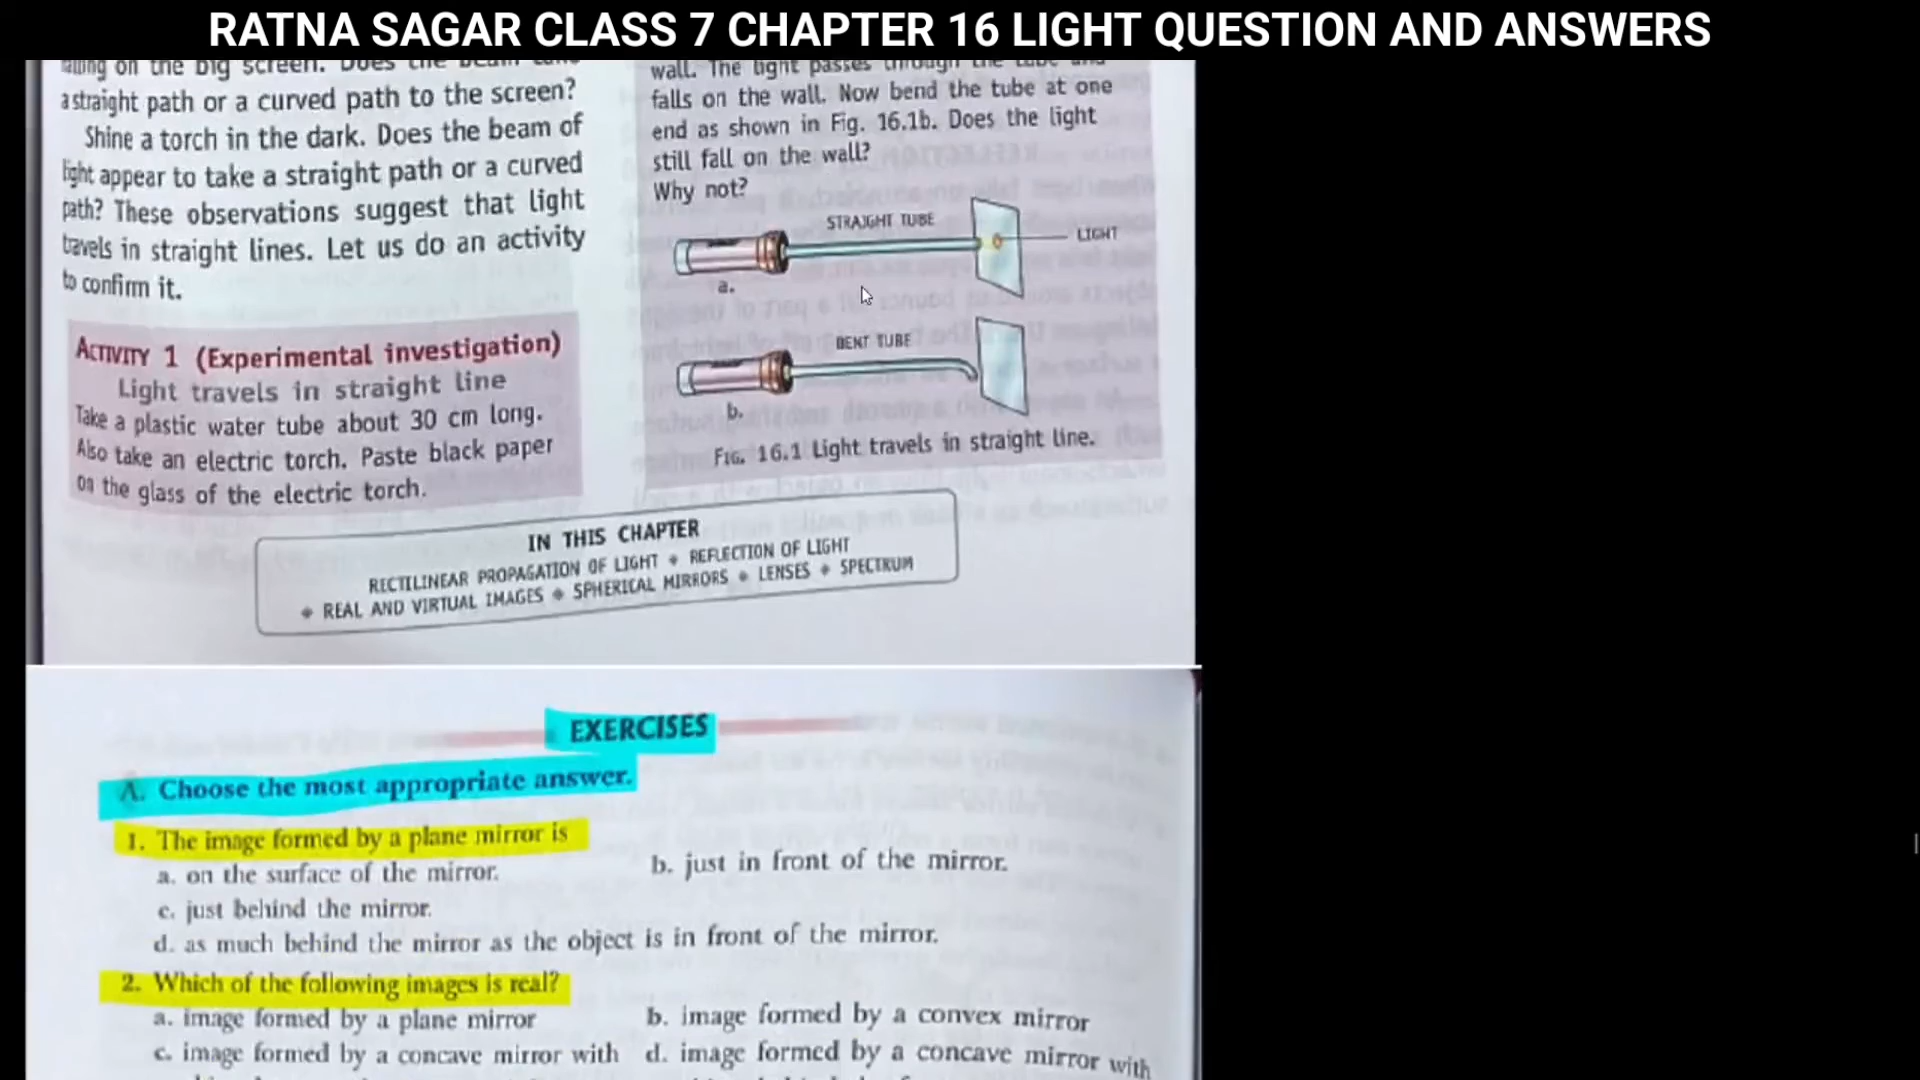 RATNA SAGAR CLASS 7 CHAPTER 16 LIGHT QUESTION AND ANSWERS
on the big screen. Does the beam take
a straight path or a curved path to the screen?
Shine a torch in the dark. Does the beam of
light appear to take a straight path or a curved
path? These observations suggest that light
travels in straight lines. Let us do an activity
to confirm it.
ACTIVITY 1 (Experimental investigation)
Light travels in straight line
Take a plastic water tube about 30 cm long.
Also take an electric torch. Paste black paper
on the glass of the electric torch.
wall. The light passes through the tube and
falls on the wall. Now bend the tube at one
end as shown in Fig. 16.1b. Does the light
still fall on the wall?
Why not?
STRAIGHT TUBE
LIGHT
a.
BENT TUBE
b.
FIG. 16.1 Light travels in straight line.
IN THIS CHAPTER
RECTILINEAR PROPAGATION OF LIGHT • REFLECTION OF LIGHT
• REAL AND VIRTUAL IMAGES • SPHERICAL MIRRORS • LENSES • SPECTRUM
EXERCISES
A. Choose the most appropriate answer.
1. The image formed by a plane mirror is
a. on the surface of the mirror.
b. just in front of the mirror.
c. just behind the mirror.
d. as much behind the mirror as the object is in front of the mirror.
2. Which of the following images is real?
a. image formed by a plane mirror
b. image formed by a convex mirror
c. image formed by a concave mirror with
d. image formed by a concave mirror with